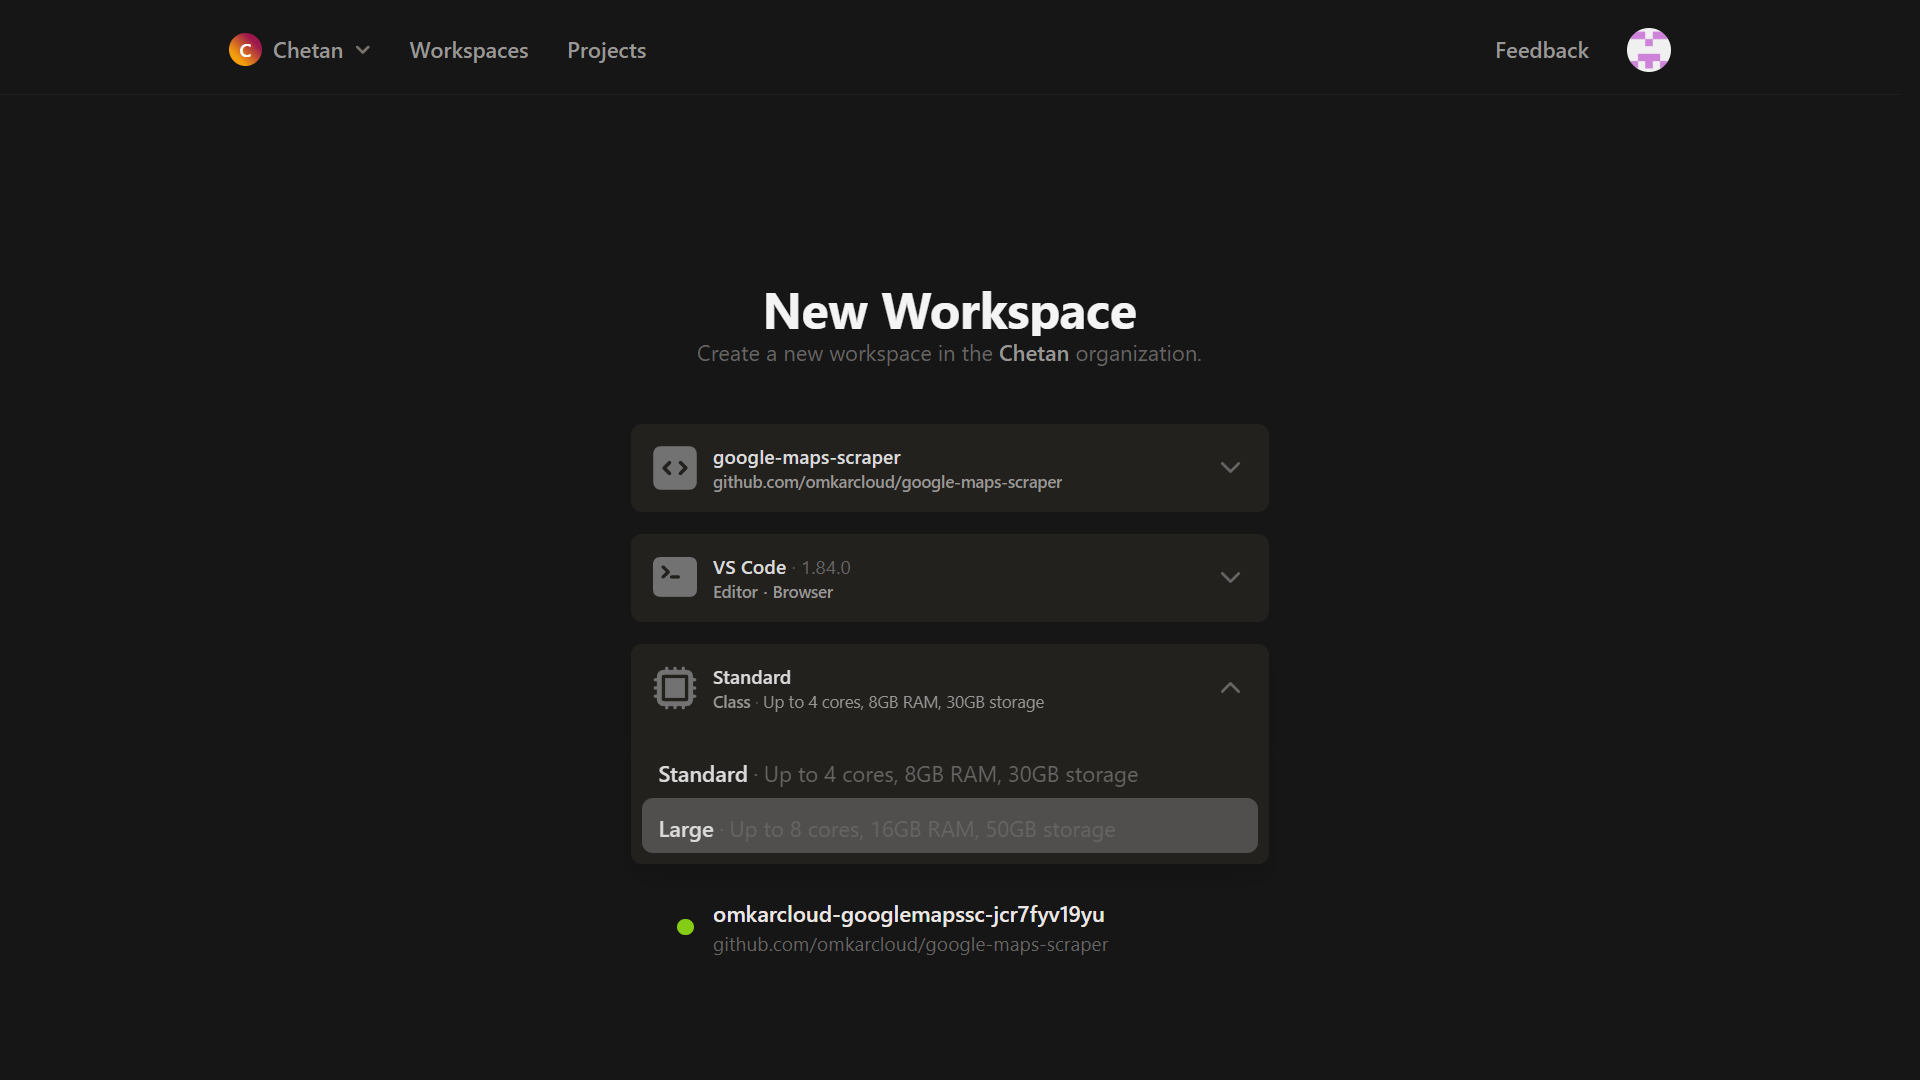 C Chetan Workspaces Projects Feedback
New Workspace
Create a new workspace in the Chetan organization.
google-maps-scraper
github.com/omkarcloud/google-maps-scraper
VS Code · 1.84.0
Editor · Browser
Standard
Class · Up to 4 cores, 8GB RAM, 30GB storage
Standard · Up to 4 cores, 8GB RAM, 30GB storage
Large · Up to 8 cores, 16GB RAM, 50GB storage
omkarcloud-googlemapssc-jcr7fyv19yu
github.com/omkarcloud/google-maps-scraper